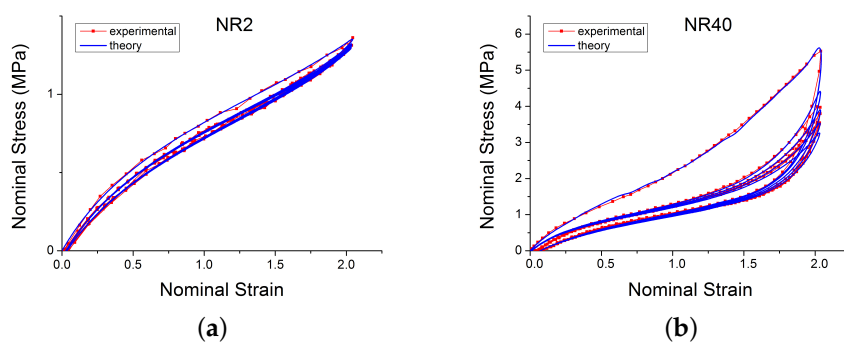 NR2
experimental
theory
Nominal Stress (MPa)
1
0
0.0 0.5 1.0 1.5 2.0
Nominal Strain
(a)
NR40
experimental
theory
Nominal Stress (MPa)
6
5
4
3
2
1
0
0.0 0.5 1.0 1.5 2.0
Nominal Strain
(b)